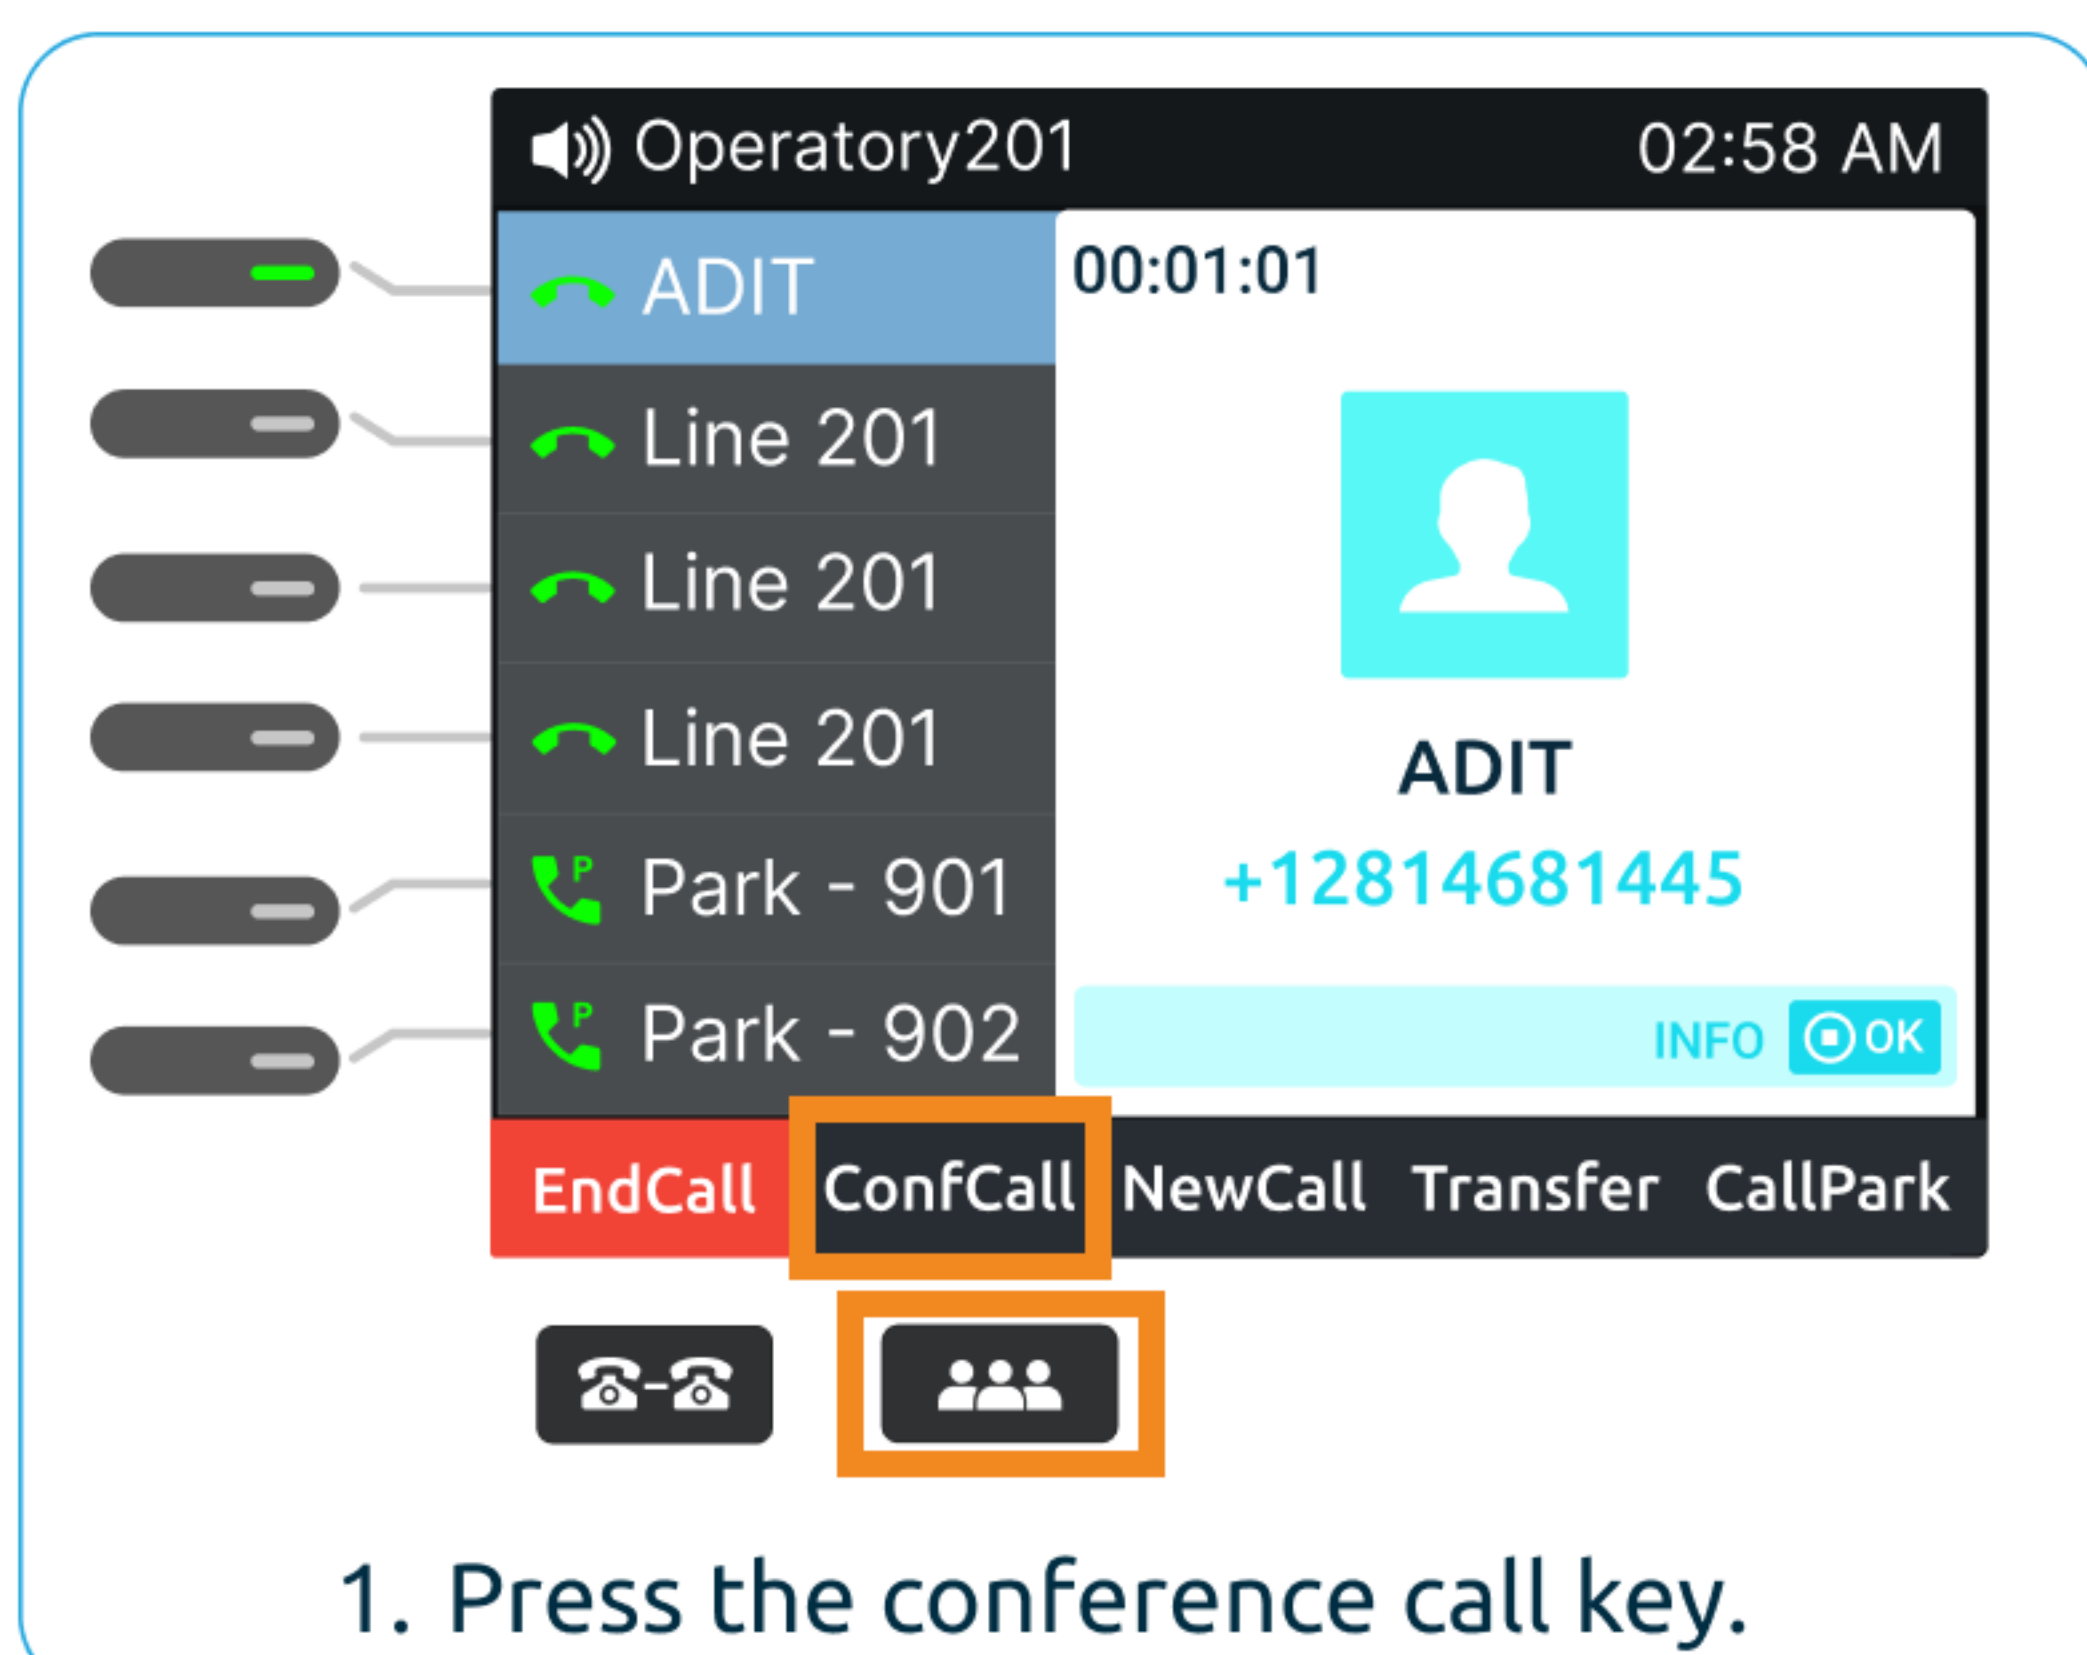 Operatory201 02:58 AM
ADIT
Line 201
Line 201
Line 201
P Park - 901
P Park - 902
00:01:01
ADIT
+12814681445
INFO OK
EndCall ConfCall NewCall Transfer CallPark
1. Press the conference call key.